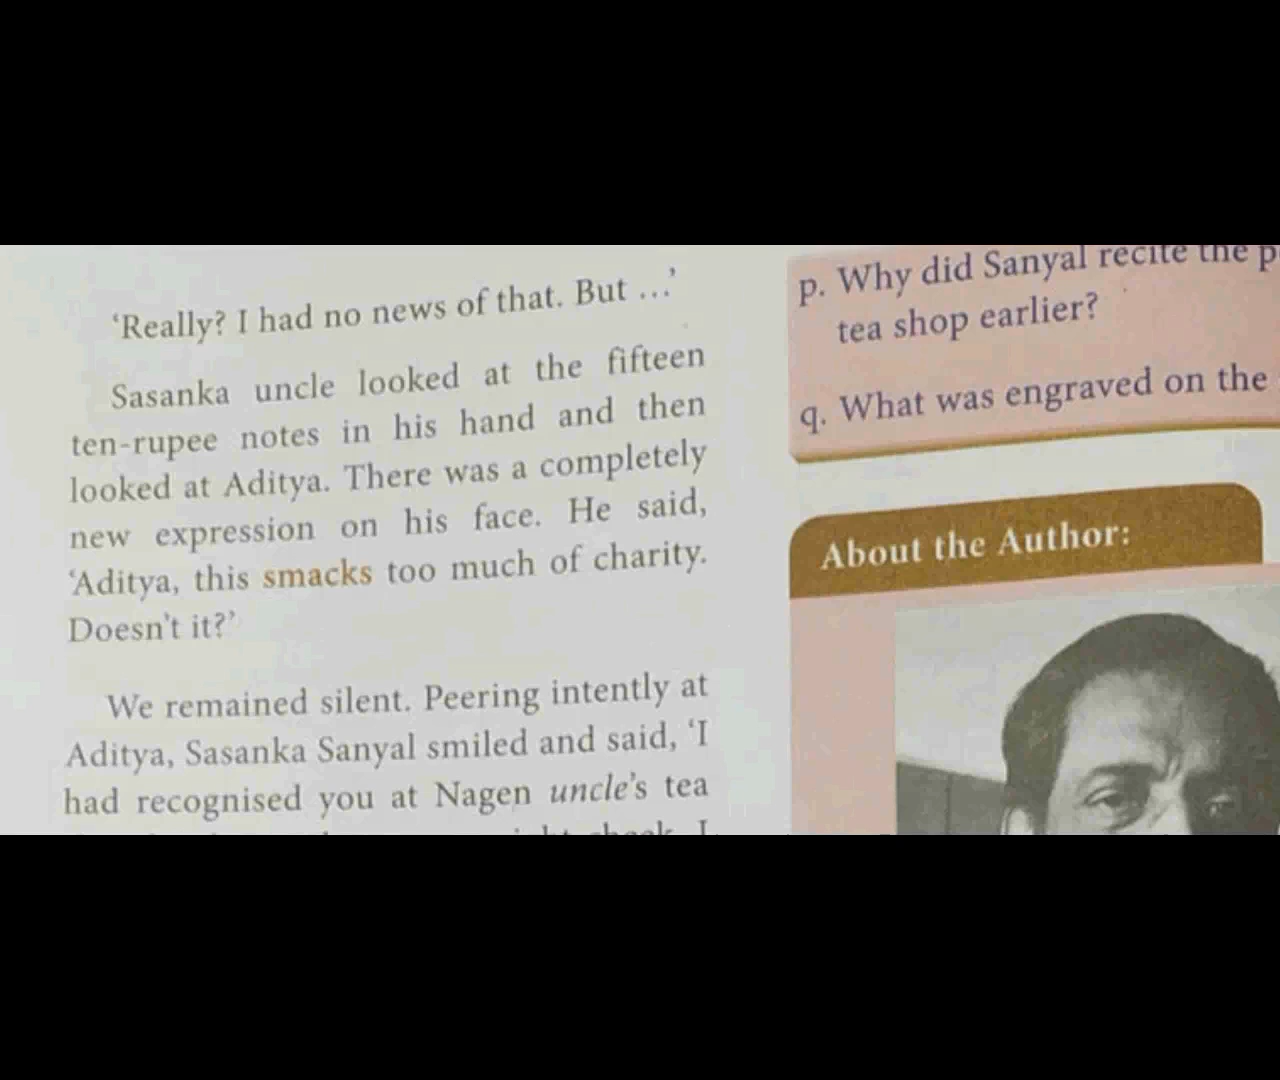 ‘Really? I had no news of that. But ...’
Sasanka uncle looked at the fifteen
ten-rupee notes in his hand and then
looked at Aditya. There was a completely
new expression on his face. He said,
‘Aditya, this smacks too much of charity.
Doesn't it?’
We remained silent. Peering intently at
Aditya, Sasanka Sanyal smiled and said, ‘I
had recognised you at Nagen uncle's tea
p. Why did Sanyal recite the
tea shop earlier?
q. What was engraved on the
About the Author: